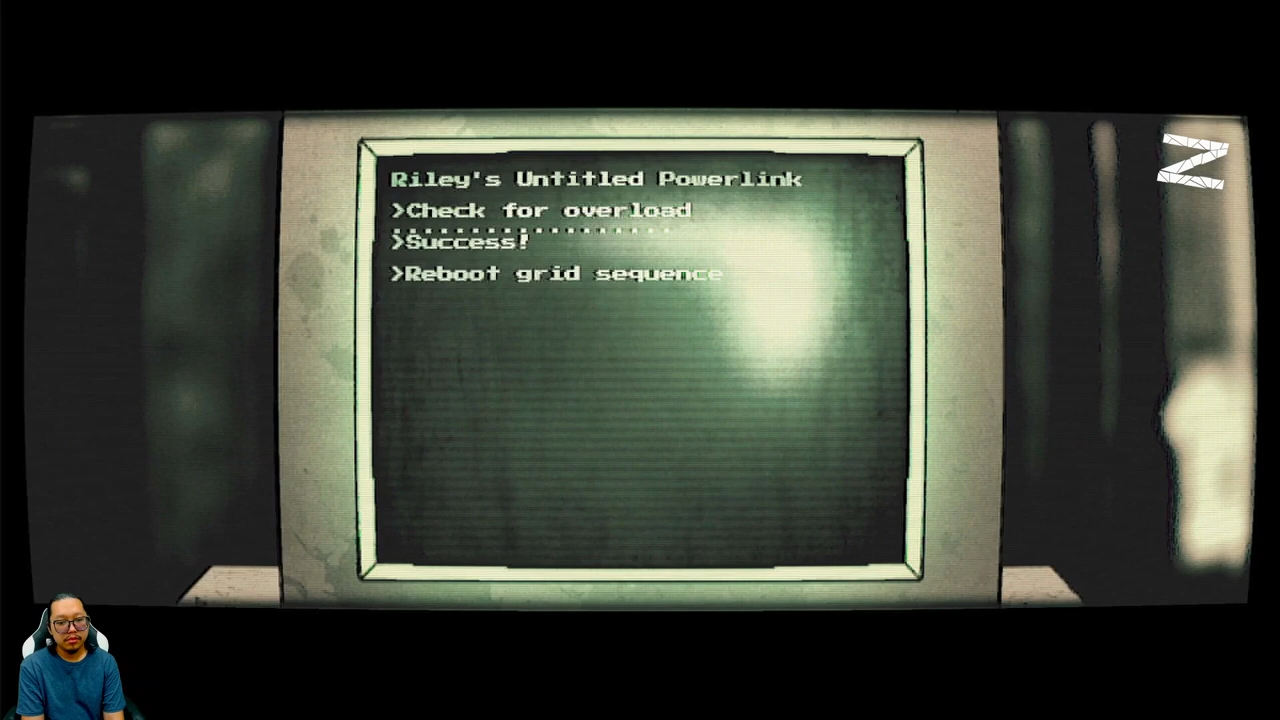 Riley's Untitled Powerlink
>Check for overload
..................
>Success!
>Reboot grid sequence
N